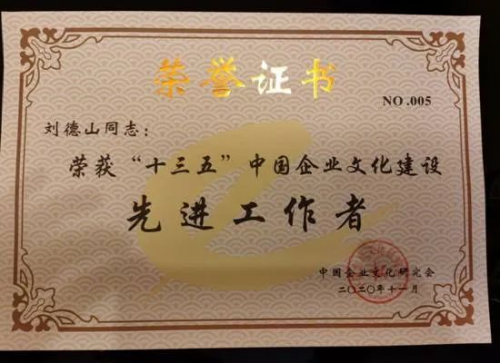 荣誉证书
NO .005
刘德山同志：
荣获“十三五”中国企业文化建设
先进工作者
中国企业文化研究会
二〇二〇年十一月